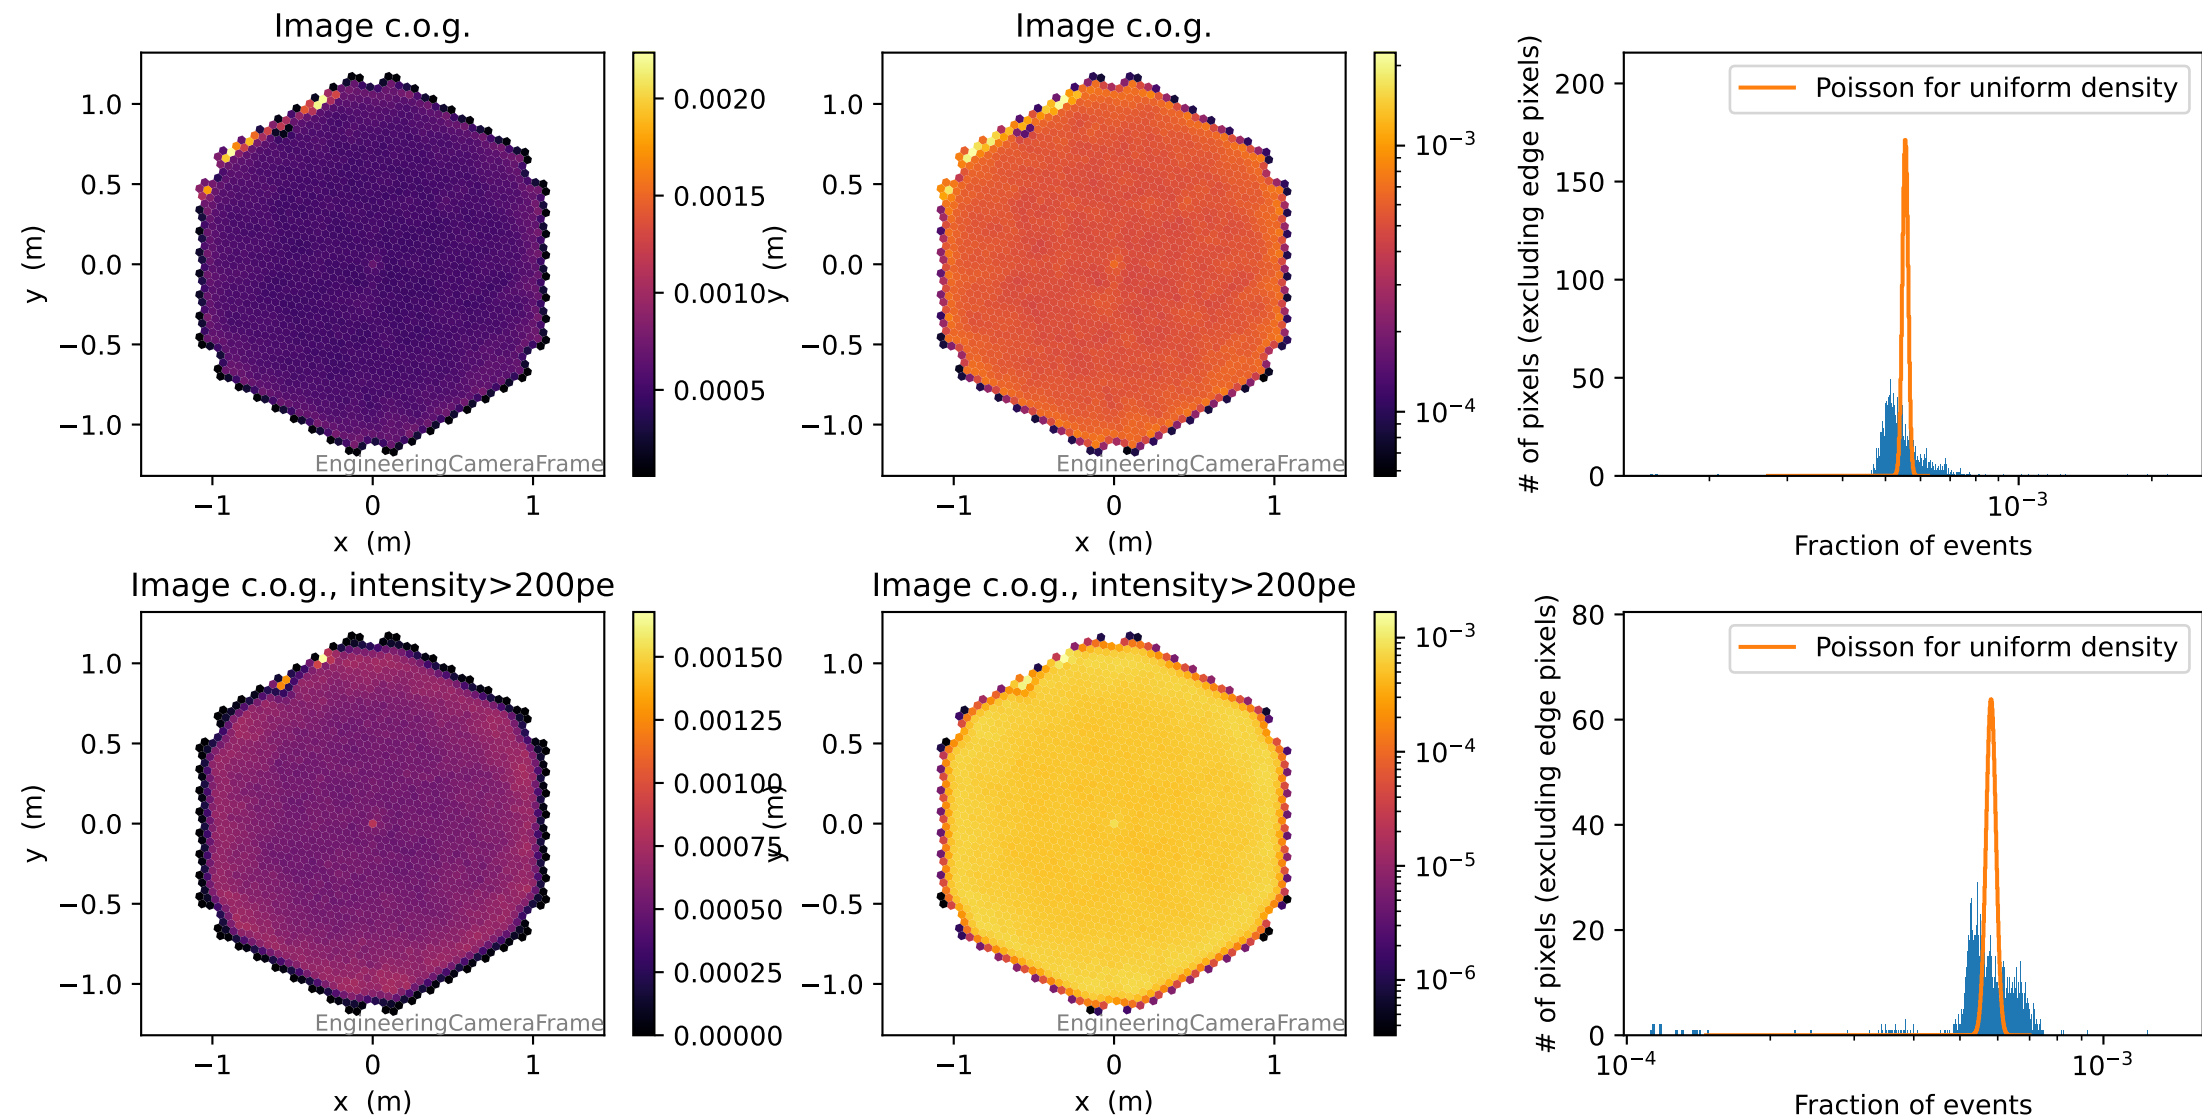 Image c.o.g.
1.0
0.5
0.0
−0.5
−1.0
y (m)
−1 0 1
x (m)
EngineeringCameraFrame
0.0020
0.0015
0.0010
0.0005
Image c.o.g.
1.0
0.5
0.0
−0.5
−1.0
y (m)
−1 0 1
x (m)
EngineeringCameraFrame
10⁻³
10⁻⁴
200
150
100
50
0
# of pixels (excluding edge pixels)
Poisson for uniform density
10⁻³
Fraction of events
Image c.o.g., intensity>200pe
1.0
0.5
0.0
−0.5
−1.0
y (m)
−1 0 1
x (m)
EngineeringCameraFrame
0.00150
0.00125
0.00100
0.00075
0.00050
0.00025
0.00000
Image c.o.g., intensity>200pe
1.0
0.5
0.0
−0.5
−1.0
y (m)
−1 0 1
x (m)
EngineeringCameraFrame
10⁻³
10⁻⁴
10⁻⁵
10⁻⁶
80
60
40
20
0
# of pixels (excluding edge pixels)
Poisson for uniform density
10⁻⁴ 10⁻³
Fraction of events